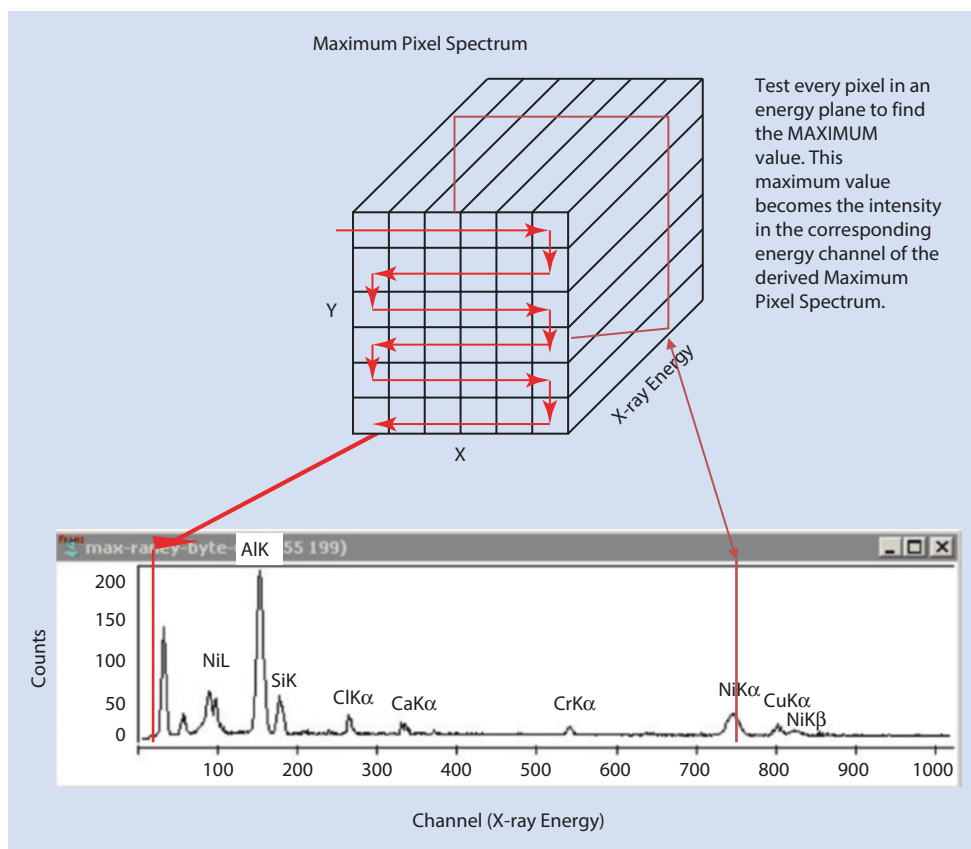 Maximum Pixel Spectrum
Test every pixel in an
energy plane to find
the MAXIMUM
value. This
maximum value
becomes the intensity
in the corresponding
energy channel of the
derived Maximum
Pixel Spectrum.
Y
X
X-ray Energy
55 199)
AlK
200
150
100
50
0
Counts
NiL
SiK
ClKα
CaKα
CrKα
NiKα
CuKα
NiKβ
100 200 300 400 500 600 700 800 900 1000
Channel (X-ray Energy)